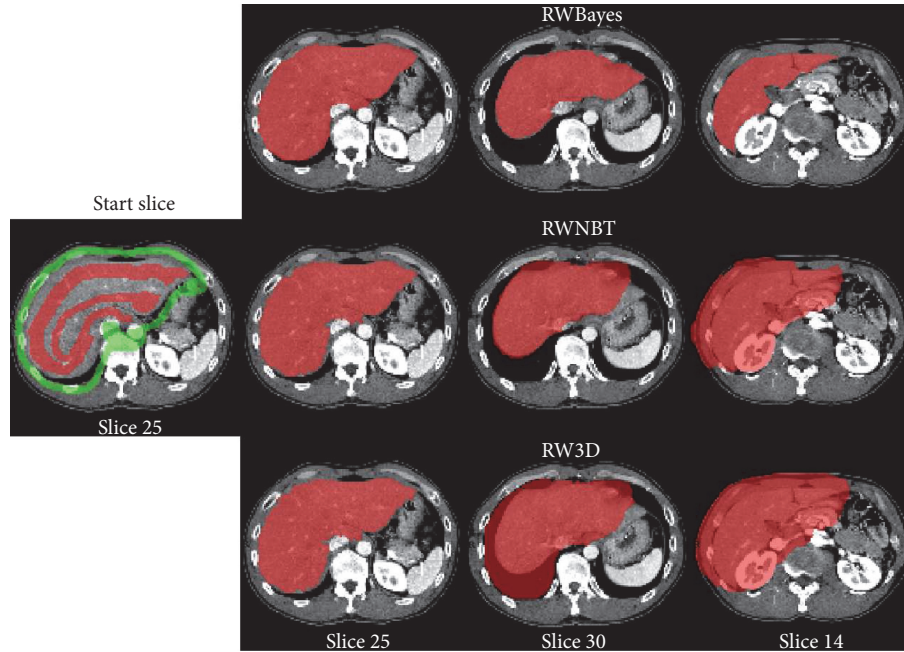 RWBayes
Start slice
RWNBT
Slice 25
RW3D
Slice 25
Slice 30
Slice 14